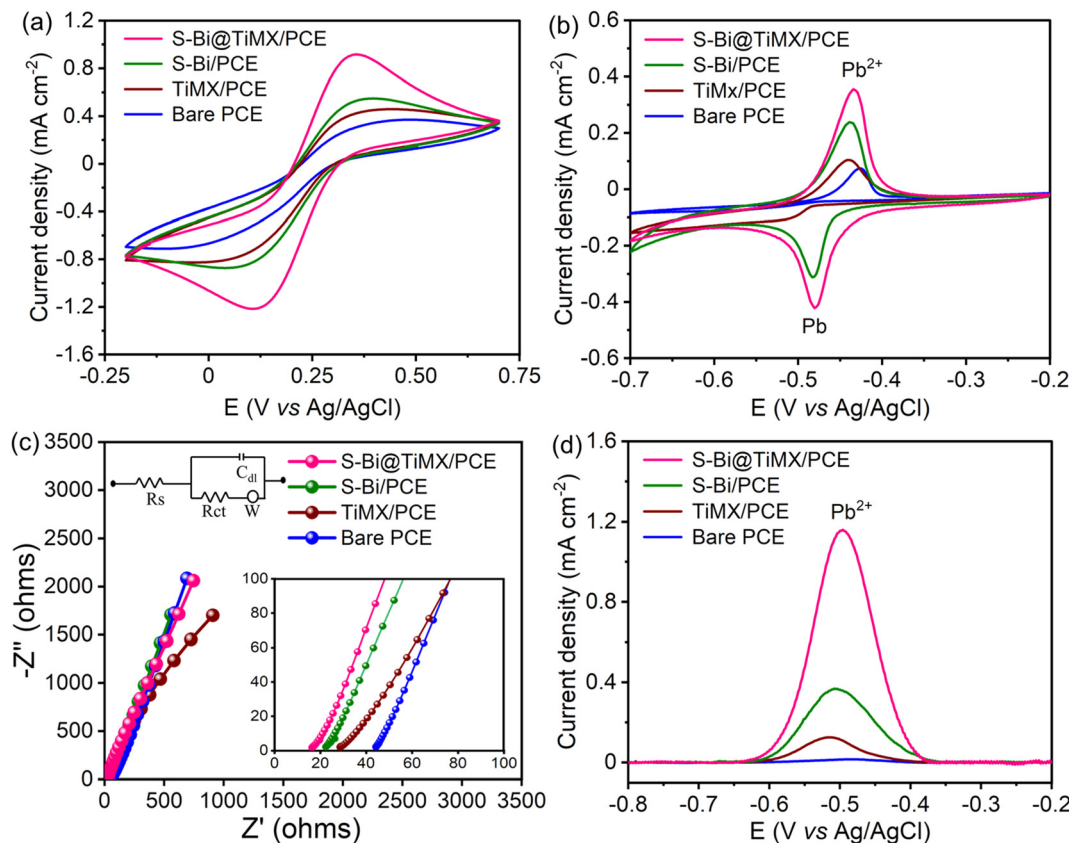 (a)
S-Bi@TiMX/PCE
S-Bi/PCE
TiMX/PCE
Bare PCE
1.2
0.8
0.4
0
-0.4
-0.8
-1.2
-1.6
-0.25 0 0.25 0.50 0.75
Current density (mA cm⁻²)
E (V vs Ag/AgCl)
(b)
S-Bi@TiMX/PCE
S-Bi/PCE
TiMx/PCE
Bare PCE
Pb²⁺
Pb
0.6
0.4
0.2
0
-0.2
-0.4
-0.6
-0.7 -0.6 -0.5 -0.4 -0.3 -0.2
Current density (mA cm⁻²)
E (V vs Ag/AgCl)
(c)
Rs
Cdl
Rct
W
S-Bi@TiMX/PCE
S-Bi/PCE
TiMX/PCE
Bare PCE
3500
3000
2500
2000
1500
1000
500
0
0 500 1000 1500 2000 2500 3000 3500
-Z" (ohms)
Z' (ohms)
100
80
60
40
20
0
0 20 40 60 80 100
(d)
S-Bi@TiMX/PCE
S-Bi/PCE
TiMX/PCE
Bare PCE
Pb²⁺
1.6
1.2
0.8
0.4
0
-0.8 -0.7 -0.6 -0.5 -0.4 -0.3 -0.2
Current density (mA cm⁻²)
E (V vs Ag/AgCl)